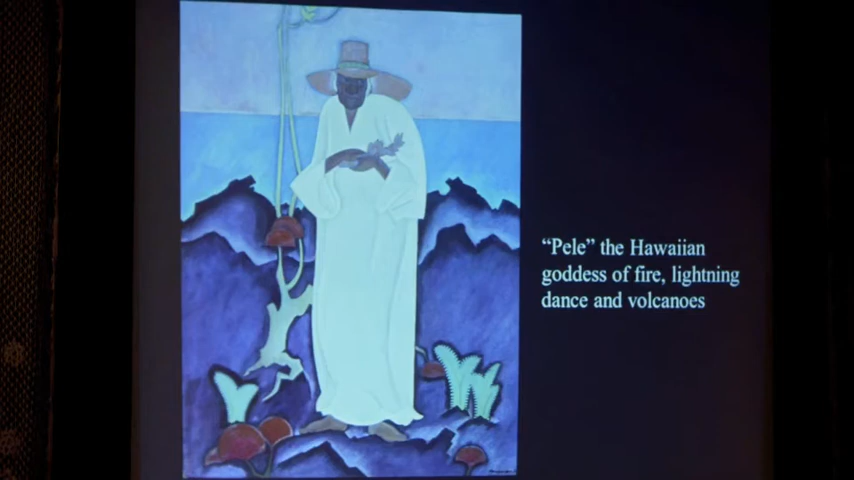 “Pele” the Hawaiian
goddess of fire, lightning
dance and volcanoes